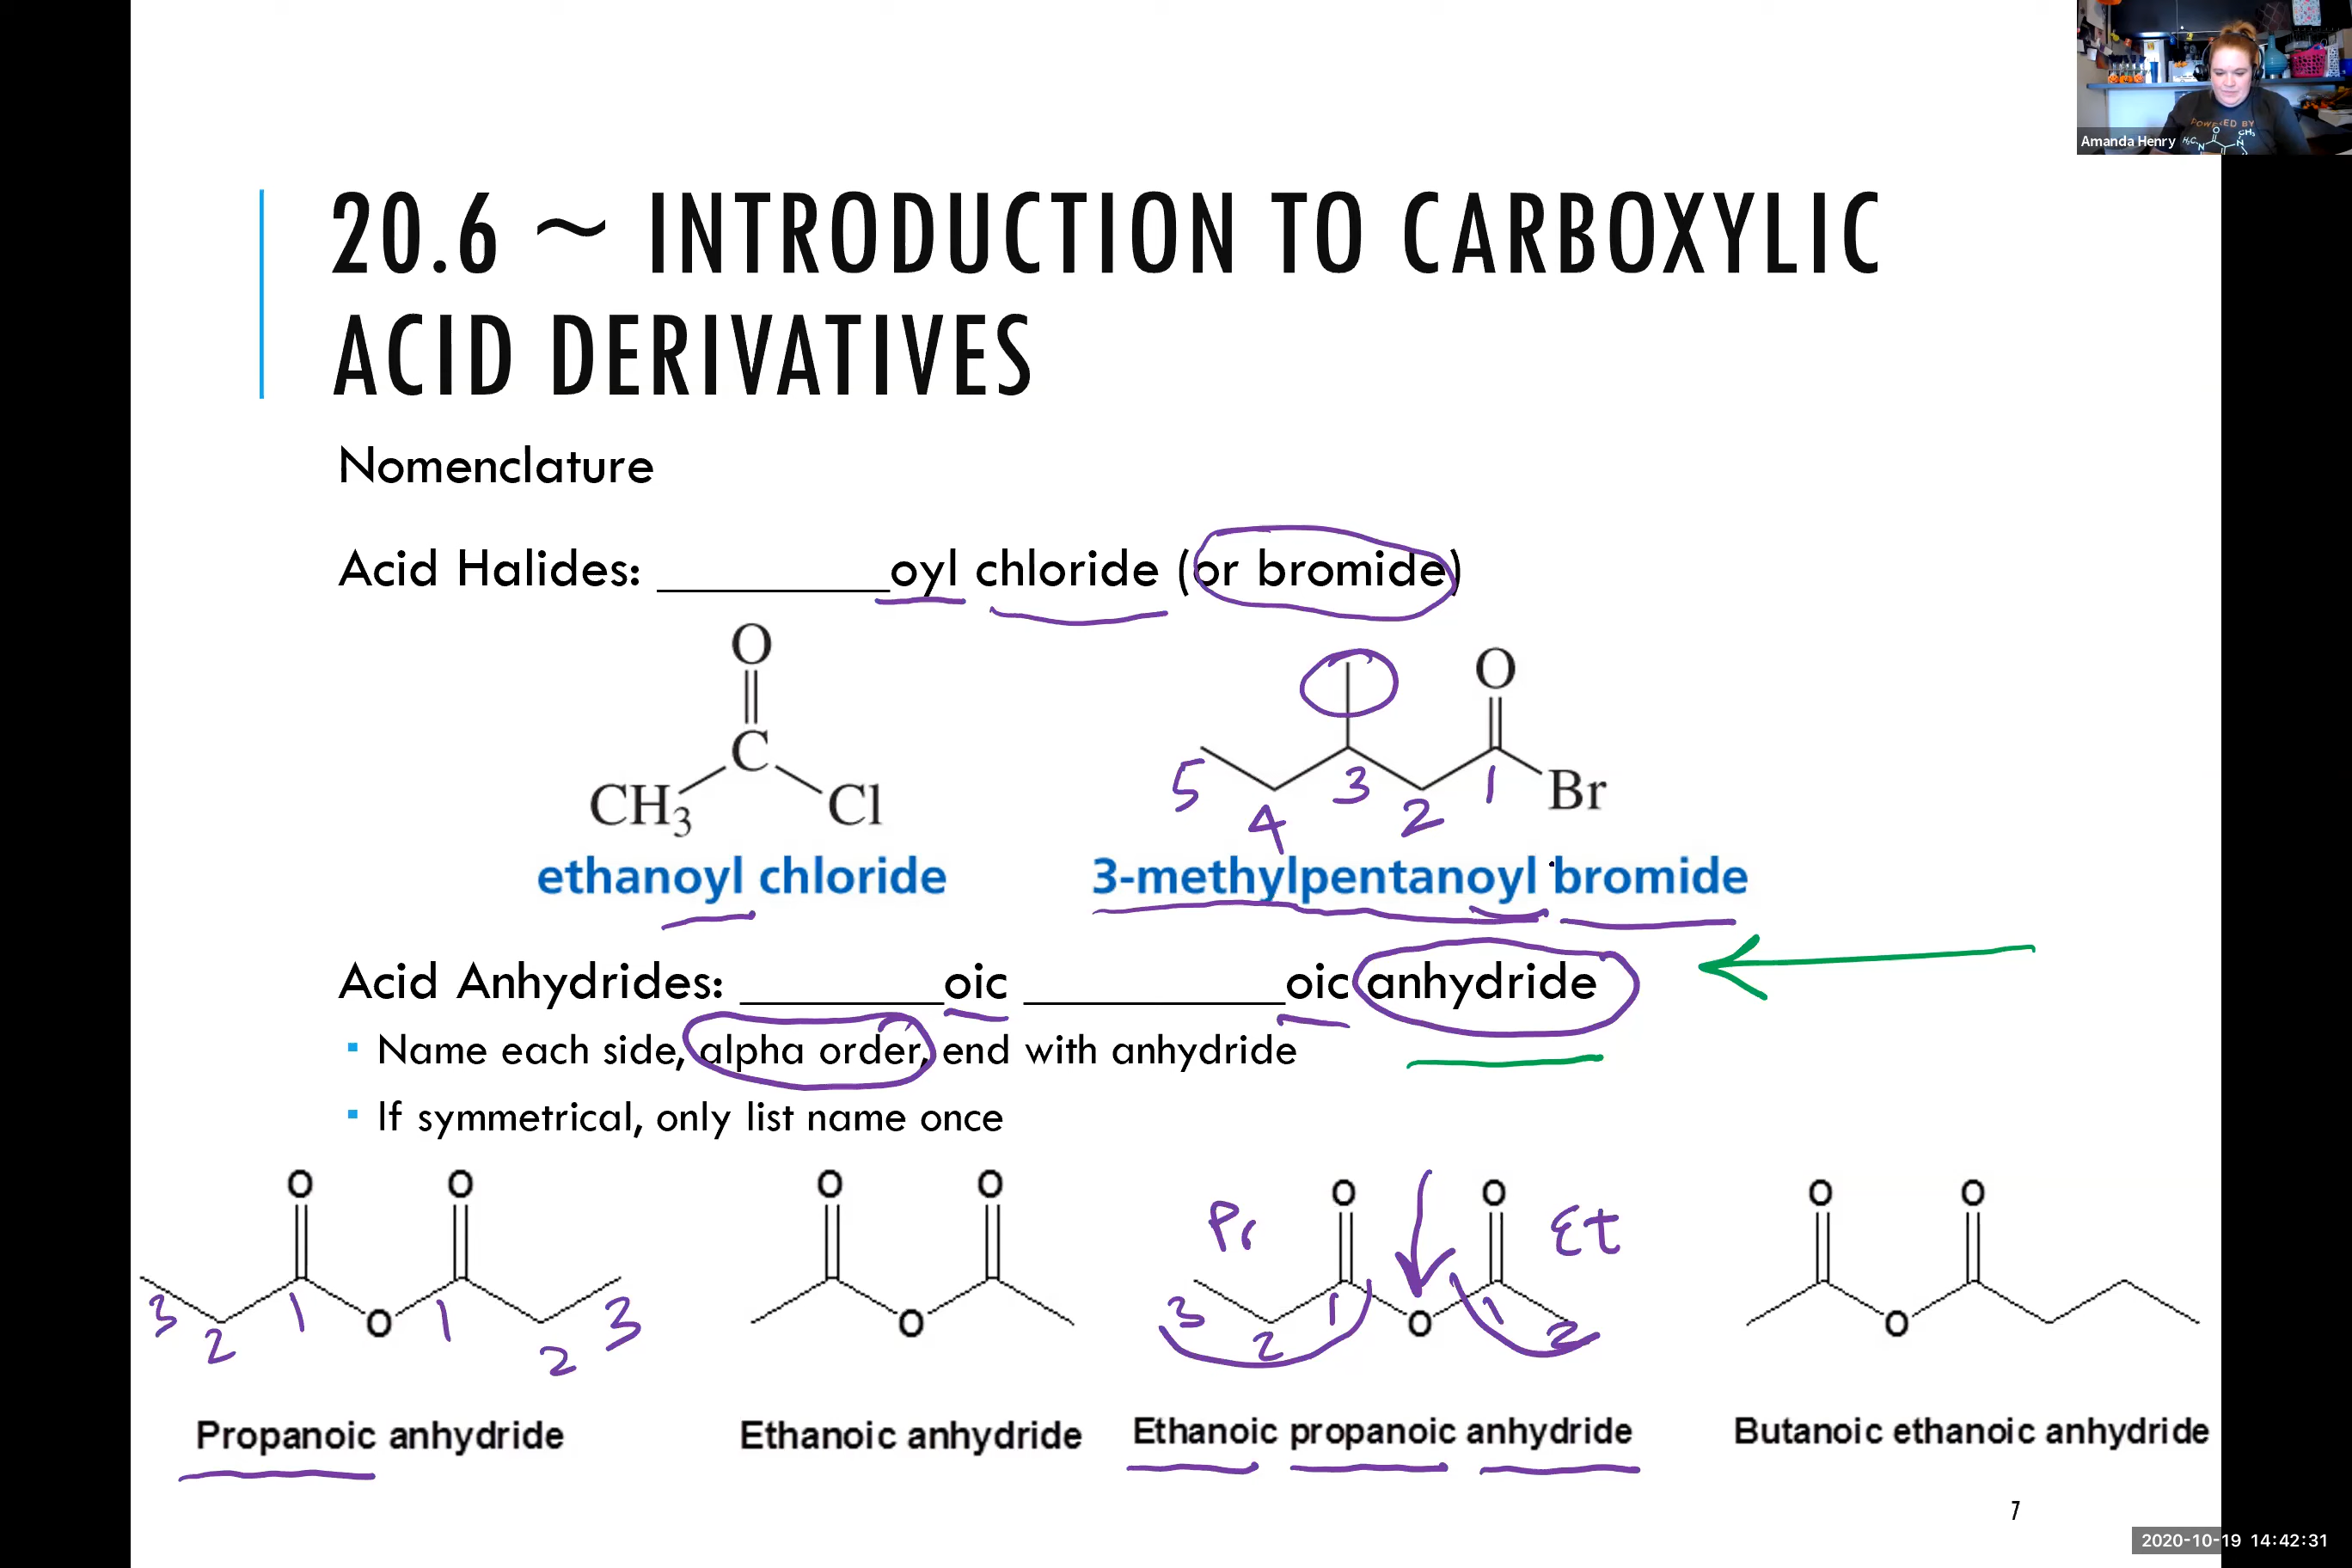 Amanda Henry
POWERED BY
20.6 ~ INTRODUCTION TO CARBOXYLIC
ACID DERIVATIVES
Nomenclature
Acid Halides: _________oyl chloride (or bromide)
O
C
CH3
Cl
O
Br
5
4
3
2
1
ethanoyl chloride
3-methylpentanoyl bromide
Acid Anhydrides: ________oic __________oic anhydride
Name each side, alpha order, end with anhydride
If symmetrical, only list name once
O O
O
3 2 1 1 2 3
Propanoic anhydride
O O
O
Ethanoic anhydride
Pr Et
O O
O
3 2 1 1 2
Ethanoic propanoic anhydride
O O
O
Butanoic ethanoic anhydride
7
2020-10-19 14:42:31